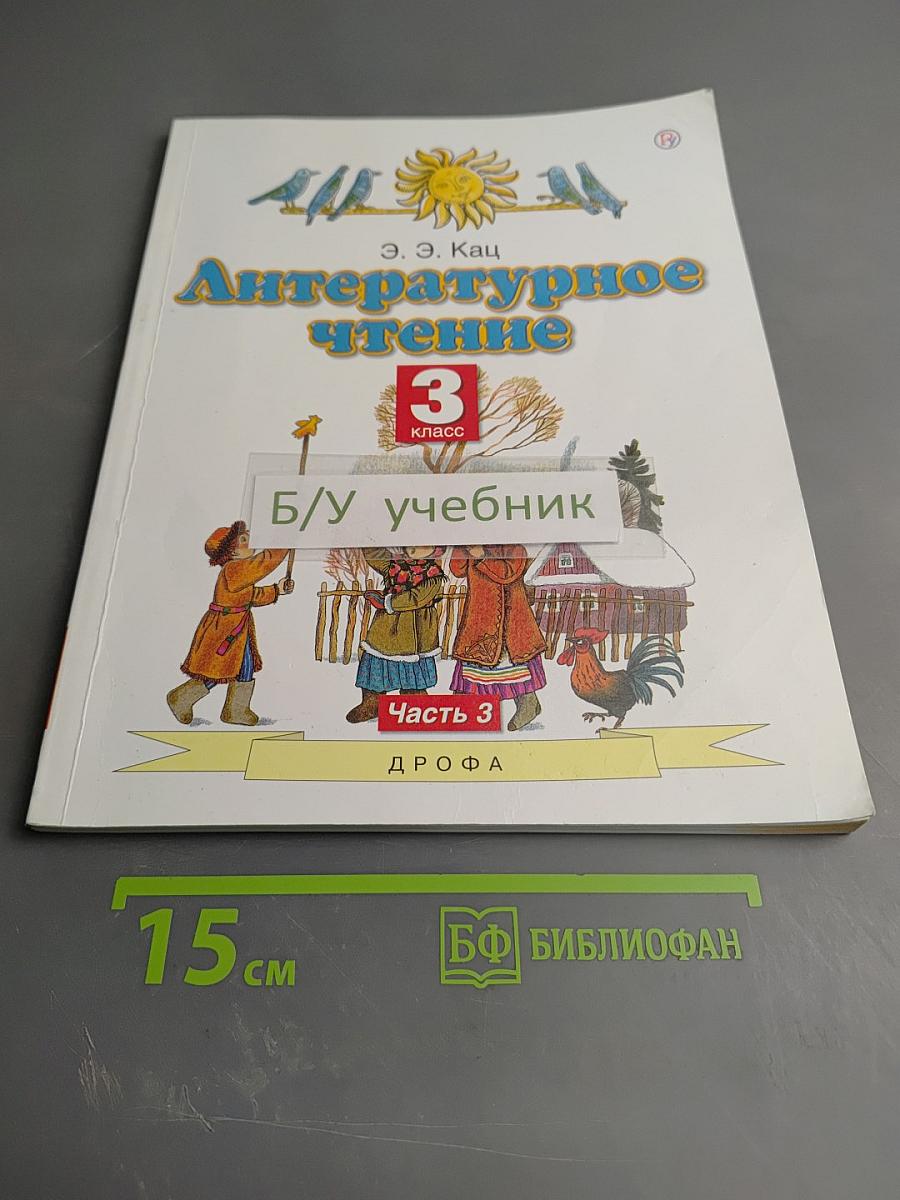 Э. Э. Кац
Литературное
чтение
3
класс
Б/У учебник
Часть 3
ДРОФА
15 см
БФ БИБЛИОФАН